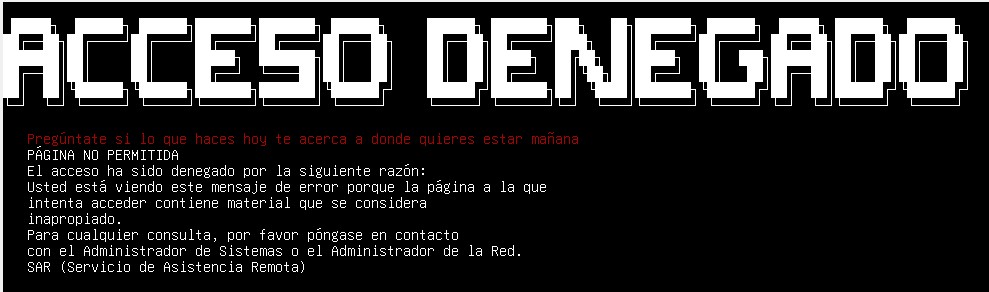 ACCESO DENEGADO
Pregúntate si lo que haces hoy te acerca a donde quieres estar mañana
PÁGINA NO PERMITIDA
El acceso ha sido denegado por la siguiente razón:
Usted está viendo este mensaje de error porque la página a la que
intenta acceder contiene material que se considera
inapropiado.
Para cualquier consulta, por favor póngase en contacto
con el Administrador de Sistemas o el Administrador de la Red.
SAR (Servicio de Asistencia Remota)